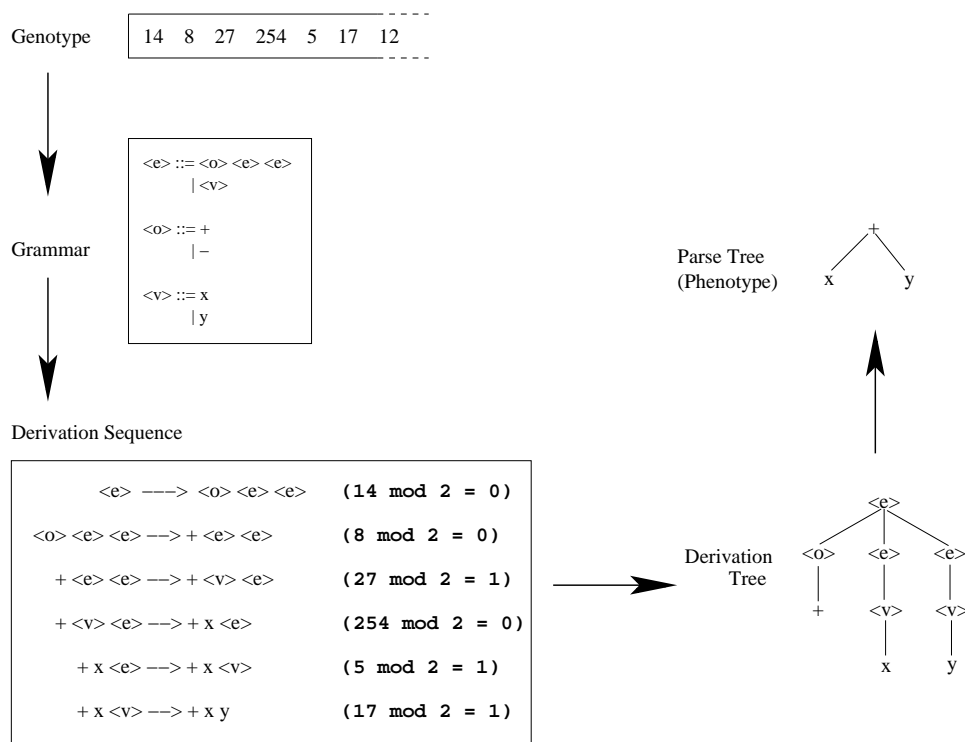 Genotype
14 8 27 254 5 17 12
<e> ::= <o> <e> <e>
| <v>
Grammar
<o> ::= +
| −
<v> ::= x
| y
Parse Tree
(Phenotype)
+
x y
Derivation Sequence
<e> −−−> <o> <e> <e> (14 mod 2 = 0)
<o> <e> <e> −−> + <e> <e> (8 mod 2 = 0)
+ <e> <e> −−> + <v> <e> (27 mod 2 = 1)
+ <v> <e> −−> + x <e> (254 mod 2 = 0)
+ x <e> −−> + x <v> (5 mod 2 = 1)
+ x <v> −−> + x y (17 mod 2 = 1)
Derivation
Tree
<e>
<o> <e> <e>
+ <v> <v>
x y